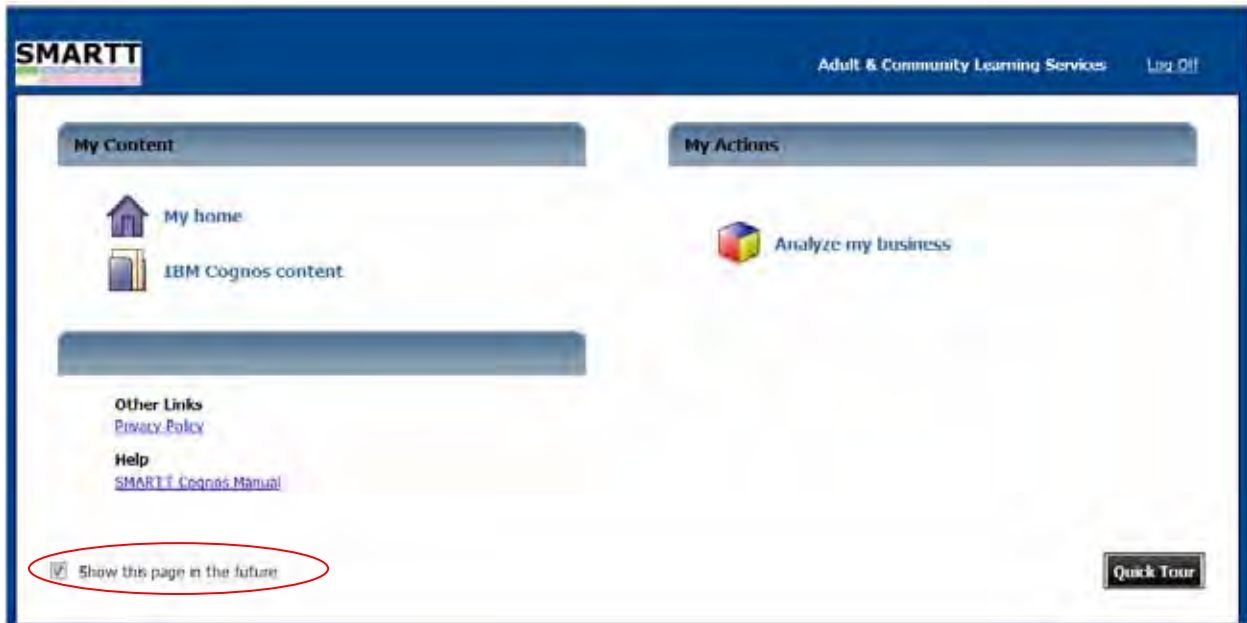 SMARTT
Adult & Community Learning Services Log Off
My Content
My home
IBM Cognos content
My Actions
Analyze my business
Other Links
Privacy Policy
Help
SMARTT Cognos Manual
Show this page in the future
Quick Tour